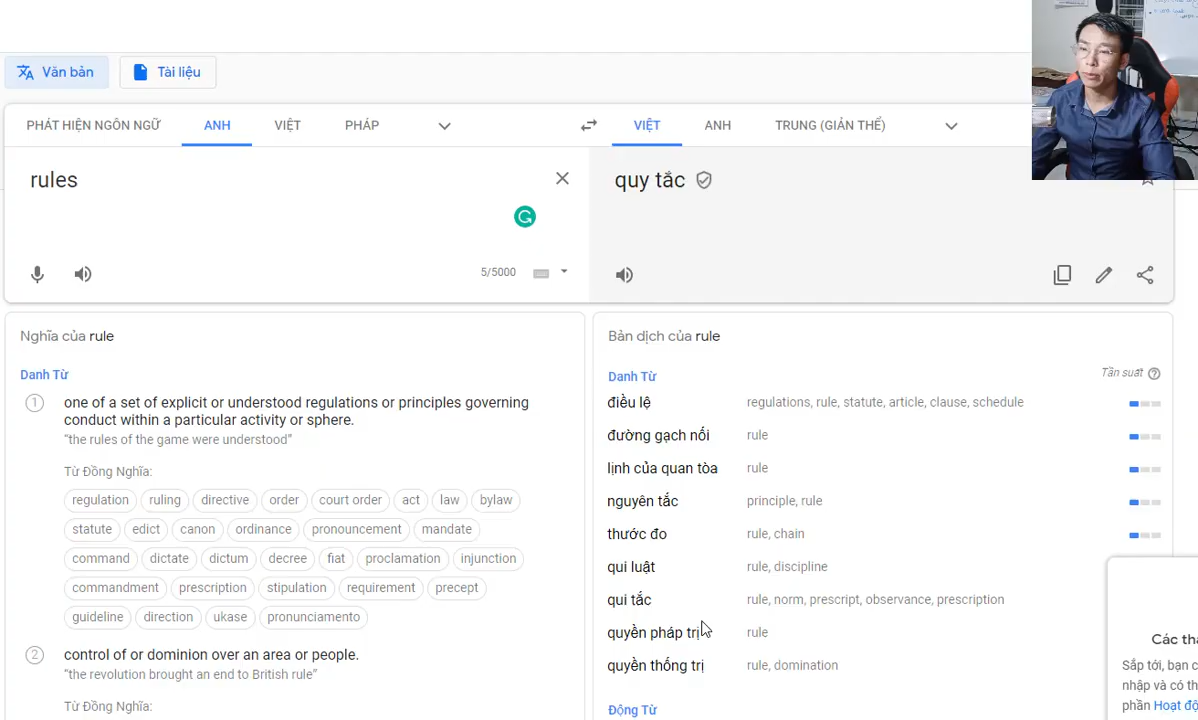 Văn bản
Tài liệu
PHÁT HIỆN NGÔN NGỮ ANH VIỆT PHÁP
VIỆT ANH TRUNG (GIẢN THỂ)
rules
quy tắc
5/5000
Nghĩa của rule
Danh Từ
1 one of a set of explicit or understood regulations or principles governing
conduct within a particular activity or sphere.
“the rules of the game were understood”
Từ Đồng Nghĩa:
regulation ruling directive order court order act law bylaw
statute edict canon ordinance pronouncement mandate
command dictate dictum decree fiat proclamation injunction
commandment prescription stipulation requirement precept
guideline direction ukase pronunciamento
2 control of or dominion over an area or people.
“the revolution brought an end to British rule”
Từ Đồng Nghĩa:
Bản dịch của rule
Danh Từ Tần suất
điều lệ regulations, rule, statute, article, clause, schedule
đường gạch nối rule
lịnh của quan tòa rule
nguyên tắc principle, rule
thước đo rule, chain
qui luật rule, discipline
qui tắc rule, norm, prescript, observance, prescription
quyền pháp trị rule
quyền thống trị rule, domination
Động Từ
Các tha
Sắp tới, bạn c
nhập và có th
phần Hoạt độ